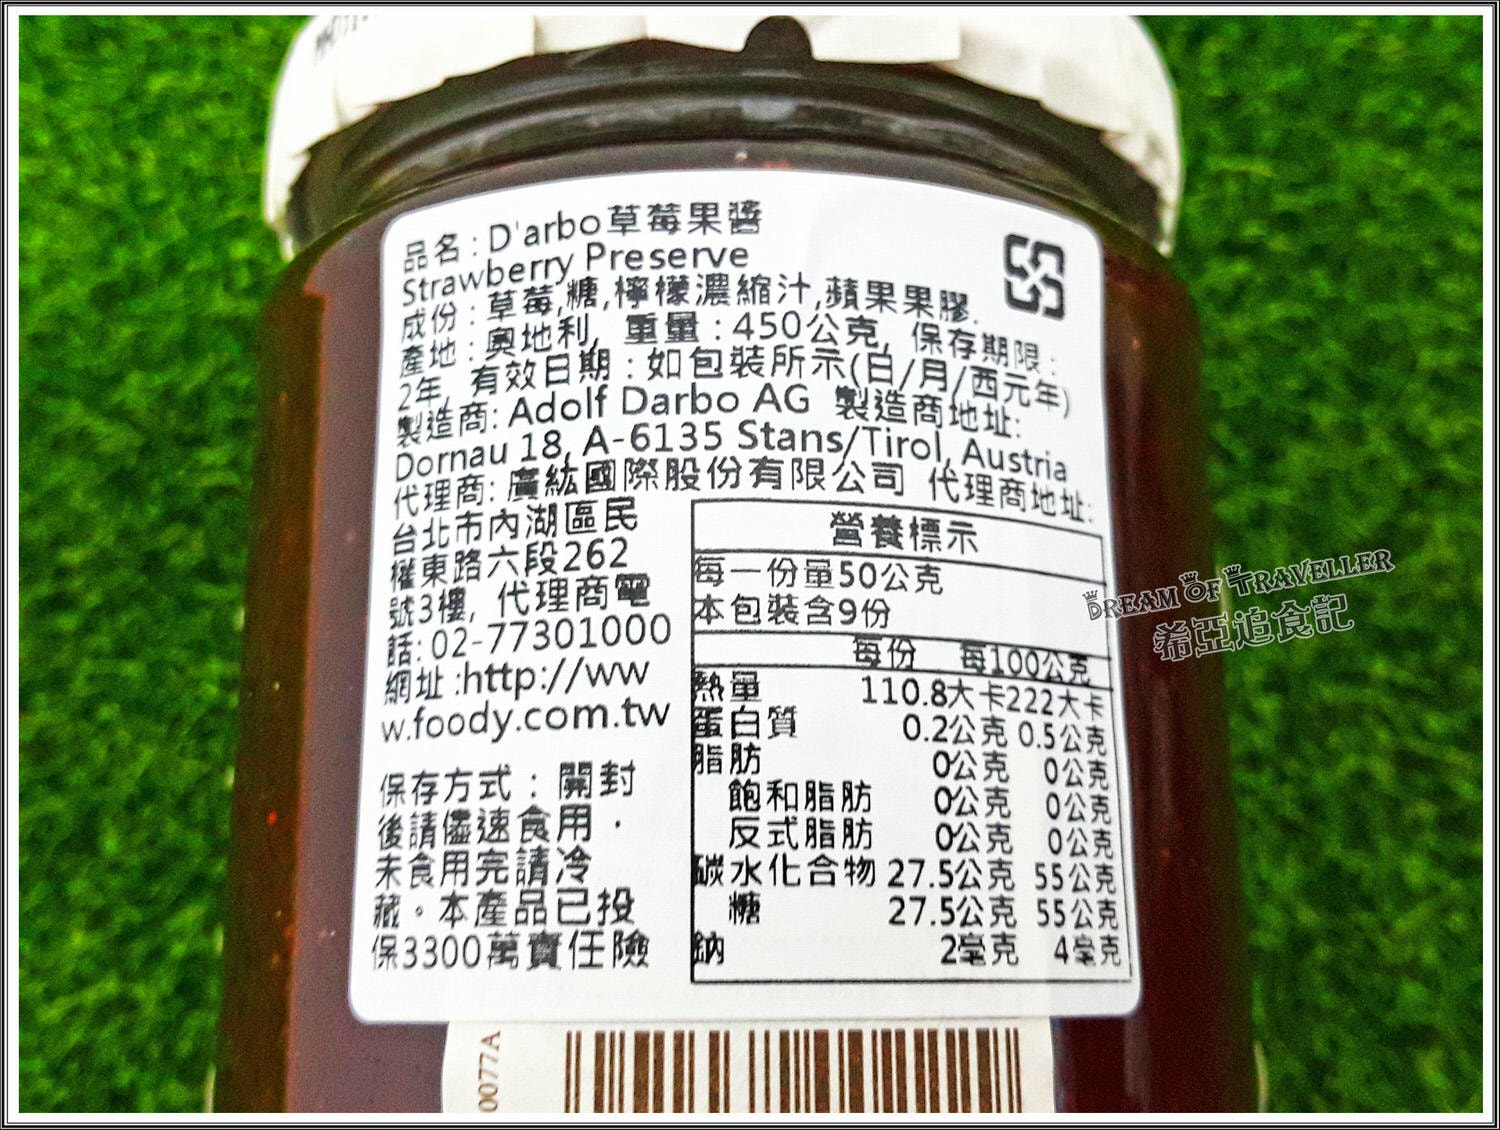 品名：D'arbo草莓果醬
Strawberry Preserve
成份：草莓,糖,檸檬濃縮汁,蘋果果膠.
產地：奧地利, 重量：450公克, 保存期限：
2年, 有效日期：如包裝所示(日/月/西元年)
製造商: Adolf Darbo AG 製造商地址:
Dornau 18, A-6135 Stans/Tirol, Austria
代理商: 廣紘國際股份有限公司 代理商地址:
台北市內湖區民
權東路六段262
號3樓, 代理商電
話: 02-77301000
網址:http://ww
w.foody.com.tw
保存方式：開封
後請儘速食用．
未食用完請冷
藏。本產品已投
保3300萬責任險
營養標示
每一份量50公克
本包裝含9份
每份 每100公克
熱量 110.8大卡 222大卡
蛋白質 0.2公克 0.5公克
脂肪 0公克 0公克
飽和脂肪 0公克 0公克
反式脂肪 0公克 0公克
碳水化合物 27.5公克 55公克
糖 27.5公克 55公克
鈉 2毫克 4毫克
DREAM OF TRAVELLER
希亞追食記
0077A